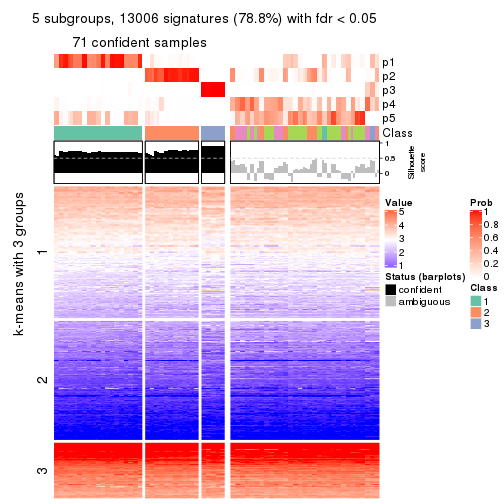 5 subgroups, 13006 signatures (78.8%) with fdr < 0.05
71 confident samples
p1
p2
p3
p4
p5
Class
1
0.5
0
Silhouette
score
k-means with 3 groups
1
2
3
Value
5
4
3
2
1
Status (barplots)
confident
ambiguous
Prob
1
0.8
0.6
0.4
0.2
0
Class
1
2
3